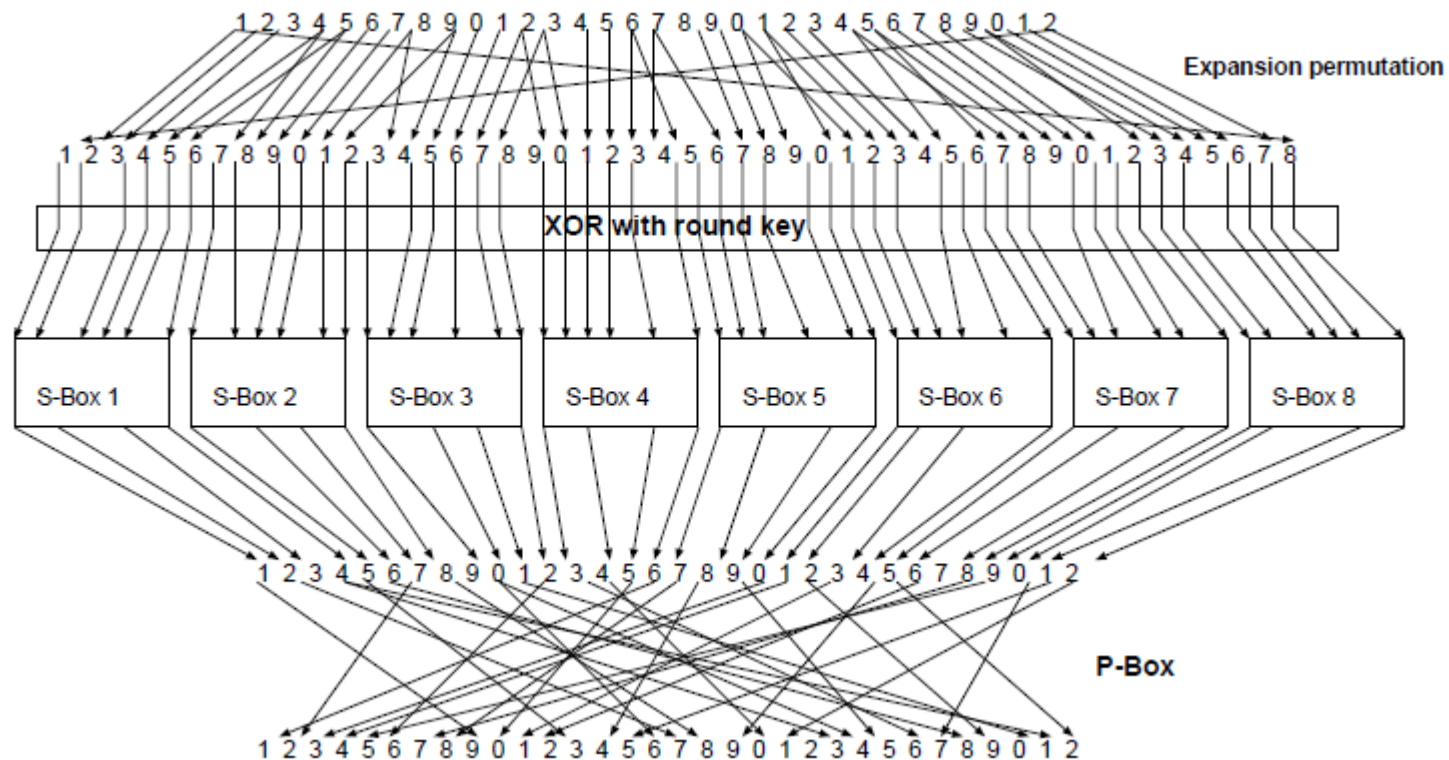 1 2 3 4 5 6 7 8 9 0 1 2 3 4 5 6 7 8 9 0 1 2 3 4 5 6 7 8 9 0 1 2
Expansion permutation
1 2 3 4 5 6 7 8 9 0 1 2 3 4 5 6 7 8 9 0 1 2 3 4 5 6 7 8 9 0 1 2 3 4 5 6 7 8 9 0 1 2 3 4 5 6 7 8
XOR with round key
S-Box 1 S-Box 2 S-Box 3 S-Box 4 S-Box 5 S-Box 6 S-Box 7 S-Box 8
1 2 3 4 5 6 7 8 9 0 1 2 3 4 5 6 7 8 9 0 1 2 3 4 5 6 7 8 9 0 1 2
P-Box
1 2 3 4 5 6 7 8 9 0 1 2 3 4 5 6 7 8 9 0 1 2 3 4 5 6 7 8 9 0 1 2